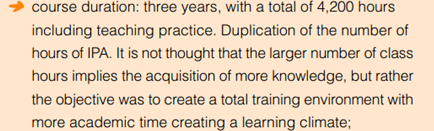 course duration: three years, with a total of 4,200 hours
including teaching practice. Duplication of the number of
hours of IPA. It is not thought that the larger number of class
hours implies the acquisition of more knowledge, but rather
the objective was to create a total training environment with
more academic time creating a learning climate;